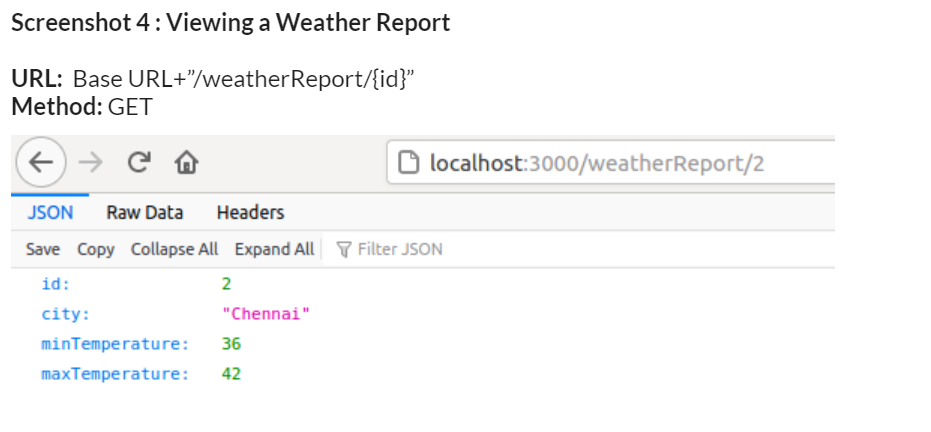 Screenshot 4 : Viewing a Weather Report
URL: Base URL+”/weatherReport/{id}”
Method: GET
localhost:3000/weatherReport/2
JSON Raw Data Headers
Save Copy Collapse All Expand All Filter JSON
id: 2
city: "Chennai"
minTemperature: 36
maxTemperature: 42